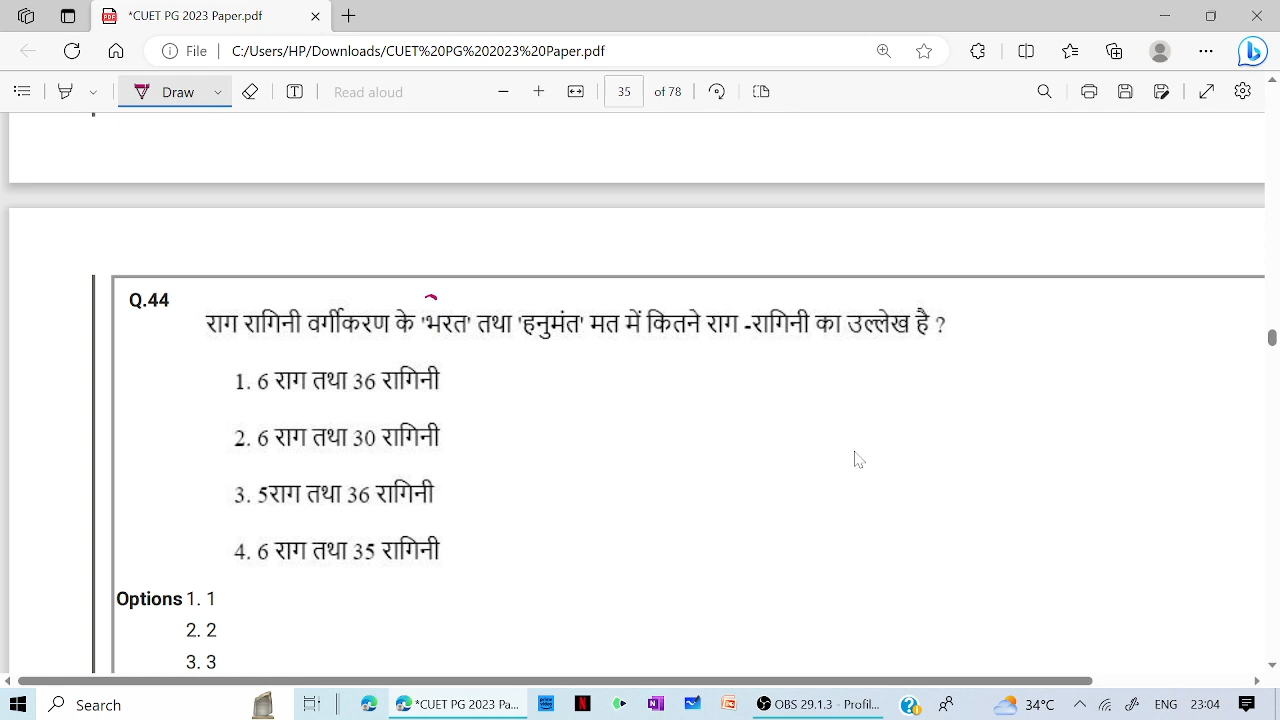 *CUET PG 2023 Paper.pdf
File C:/Users/HP/Downloads/CUET%20PG%202023%20Paper.pdf
Draw Read aloud 35 of 78
Q.44
राग रागिनी वर्गीकरण के 'भरत' तथा 'हनुमंत' मत में कितने राग -रागिनी का उल्लेख है ?
1. 6 राग तथा 36 रागिनी
2. 6 राग तथा 30 रागिनी
3. 5राग तथा 36 रागिनी
4. 6 राग तथा 35 रागिनी
Options 1. 1
2. 2
3. 3
Search *CUET PG 2023 Pa... OBS 29.1.3 - Profil... 34°C ENG 23:04